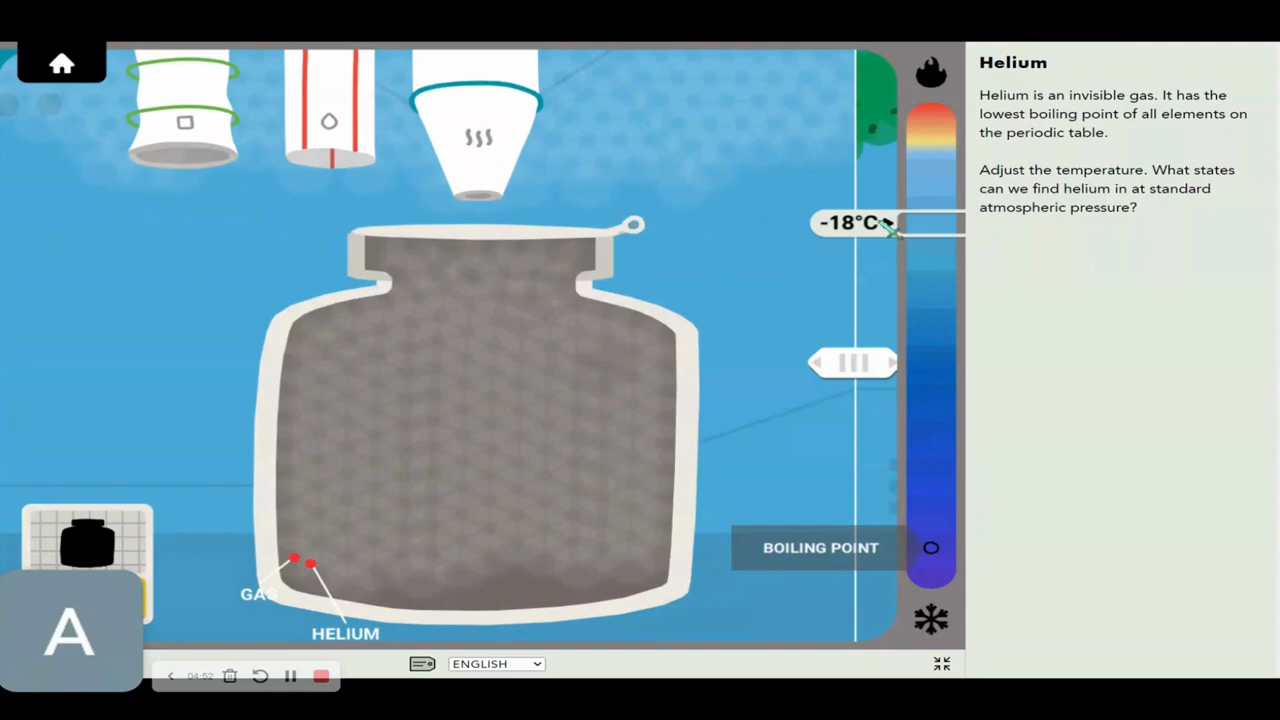 Helium
Helium is an invisible gas. It has the
lowest boiling point of all elements on
the periodic table.
Adjust the temperature. What states
can we find helium in at standard
atmospheric pressure?
-18°C
BOILING POINT
GAS
HELIUM
A
ENGLISH
04:52